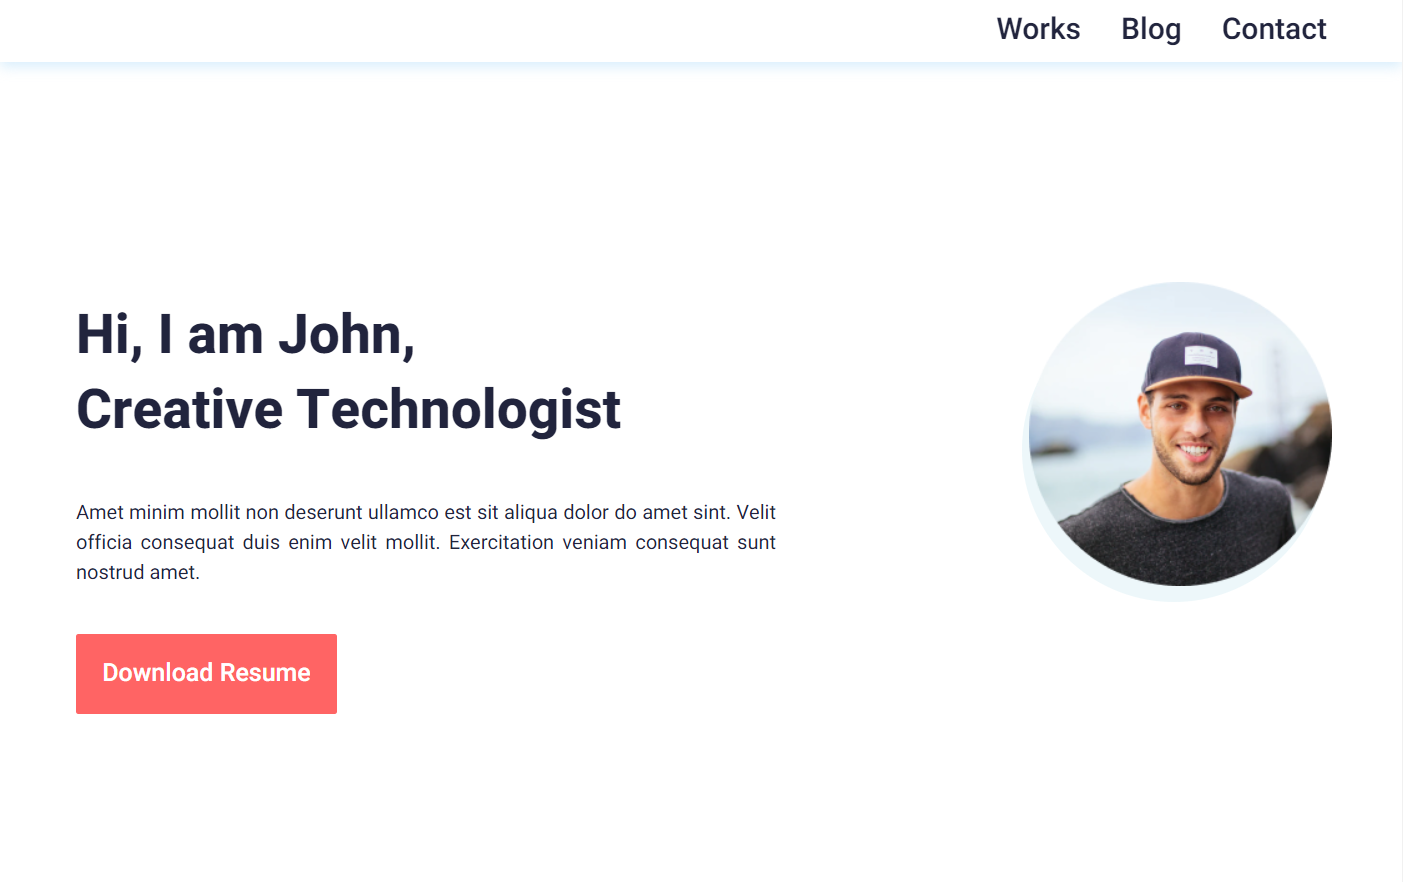 Works Blog Contact
Hi, I am John,
Creative Technologist
Amet minim mollit non deserunt ullamco est sit aliqua dolor do amet sint. Velit
officia consequat duis enim velit mollit. Exercitation veniam consequat sunt
nostrud amet.
Download Resume